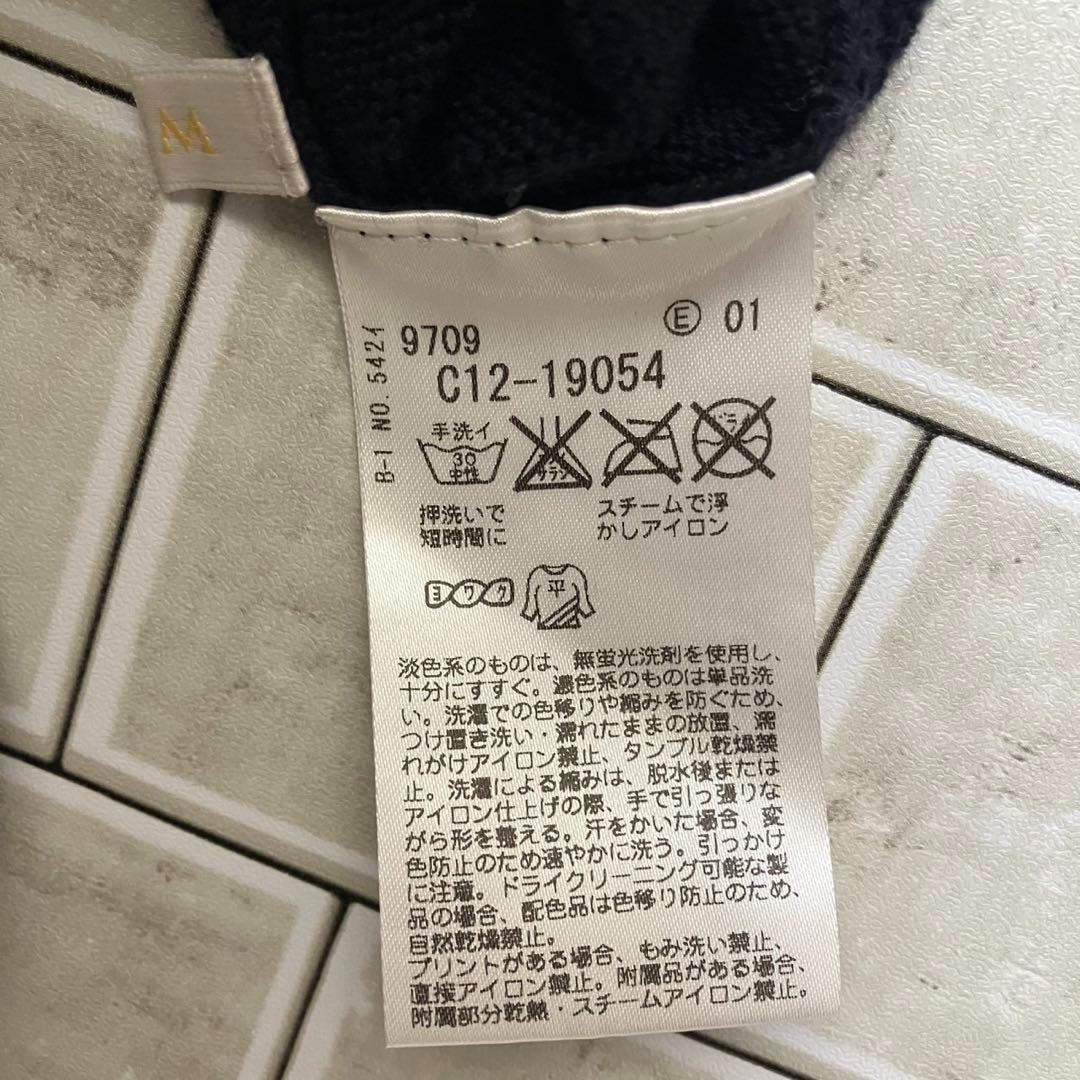 M
B-I NO. 5424
9709
Ⓔ 01
C12-19054
手洗イ
30
中性
サラシ
ドライ
押洗いで
短時間に
スチームで浮
かしアイロン
ヨワク
平
淡色系のものは、無蛍光洗剤を使用し、
十分にすすぐ。濃色系のものは単品洗
い。洗濯での色移りや縮みを防ぐため、
つけ置き洗い・濡れたままの放置、濡
れがけアイロン禁止、タンブル乾燥禁
止。洗濯による縮みは、脱水後または
アイロン仕上げの際、手で引っ張りな
がら形を整える。汗をかいた場合、変
色防止のため速やかに洗う。引っかけ
に注意。ドライクリーニング可能な製
品の場合、配色品は色移り防止のため、
自然乾燥禁止。
プリントがある場合、もみ洗い禁止、
直接アイロン禁止。附属品がある場合、
附属部分乾熱・スチームアイロン禁止。